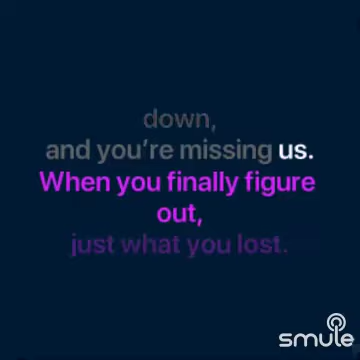 down,
and you're missing us.
When you finally figure
out,
just what you lost.
smule